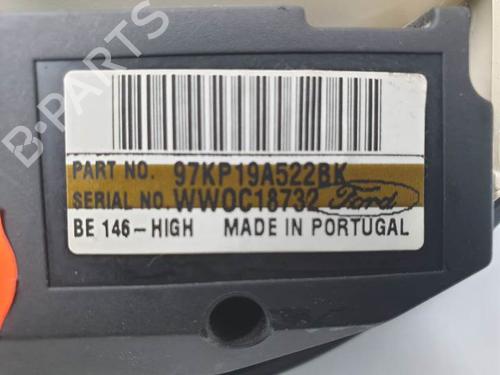 B-PARTS
PART NO. 97KP19A522BK
SERIAL NO. WWOC18732 Ford
BE 146-HIGH MADE IN PORTUGAL